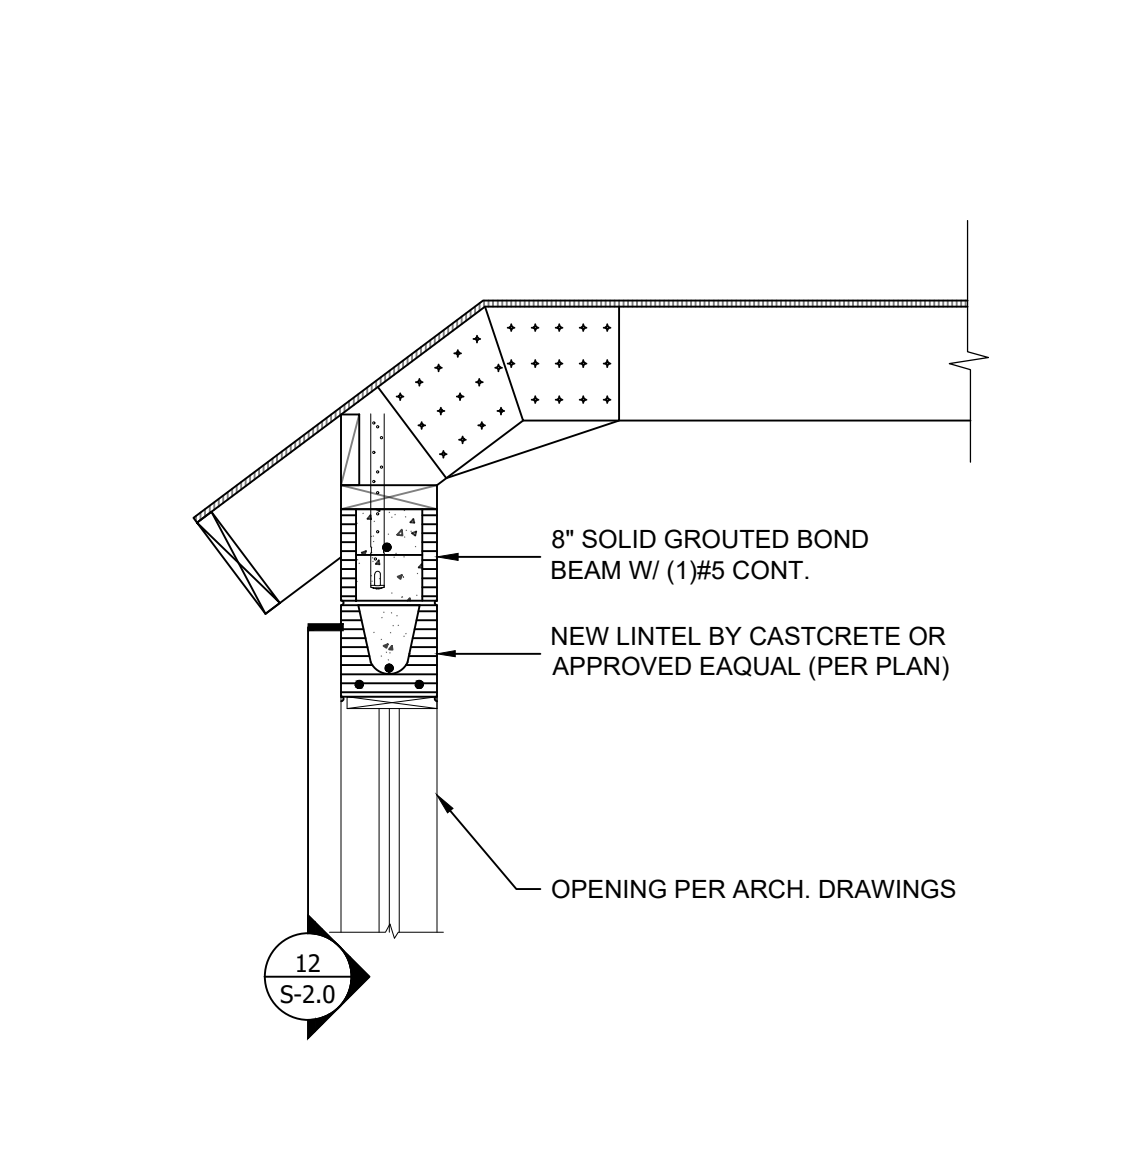 8" SOLID GROUTED BOND
BEAM W/ (1)#5 CONT.
NEW LINTEL BY CASTCRETE OR
APPROVED EAQUAL (PER PLAN)
OPENING PER ARCH. DRAWINGS
12
S-2.0